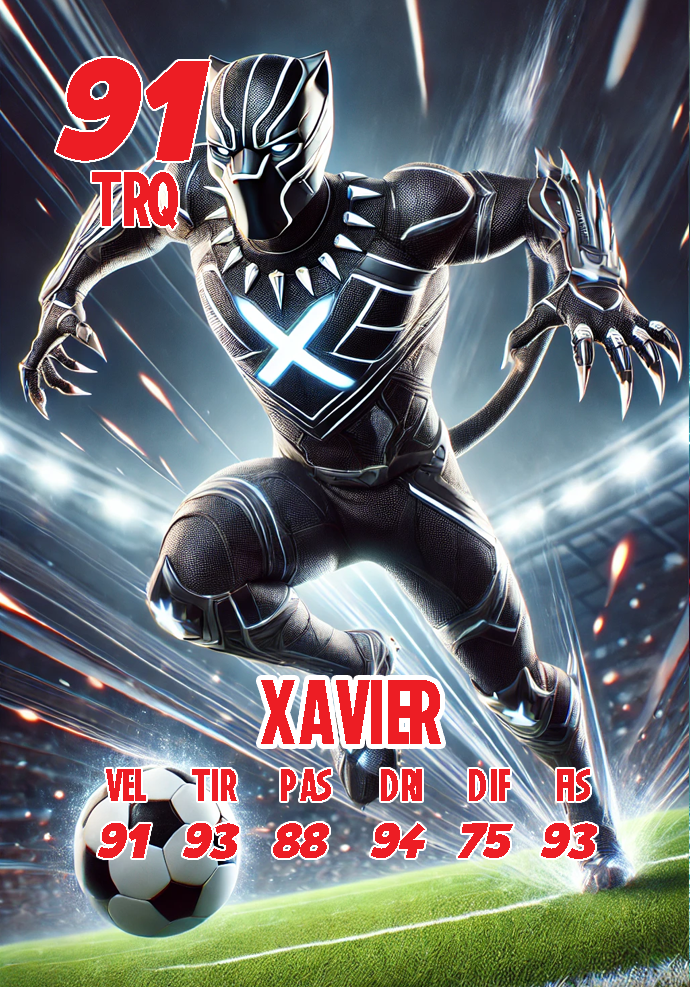 91
TRQ
X
XAVIER
VEL TIR PAS DRI DIF FIS
91 93 88 94 75 93